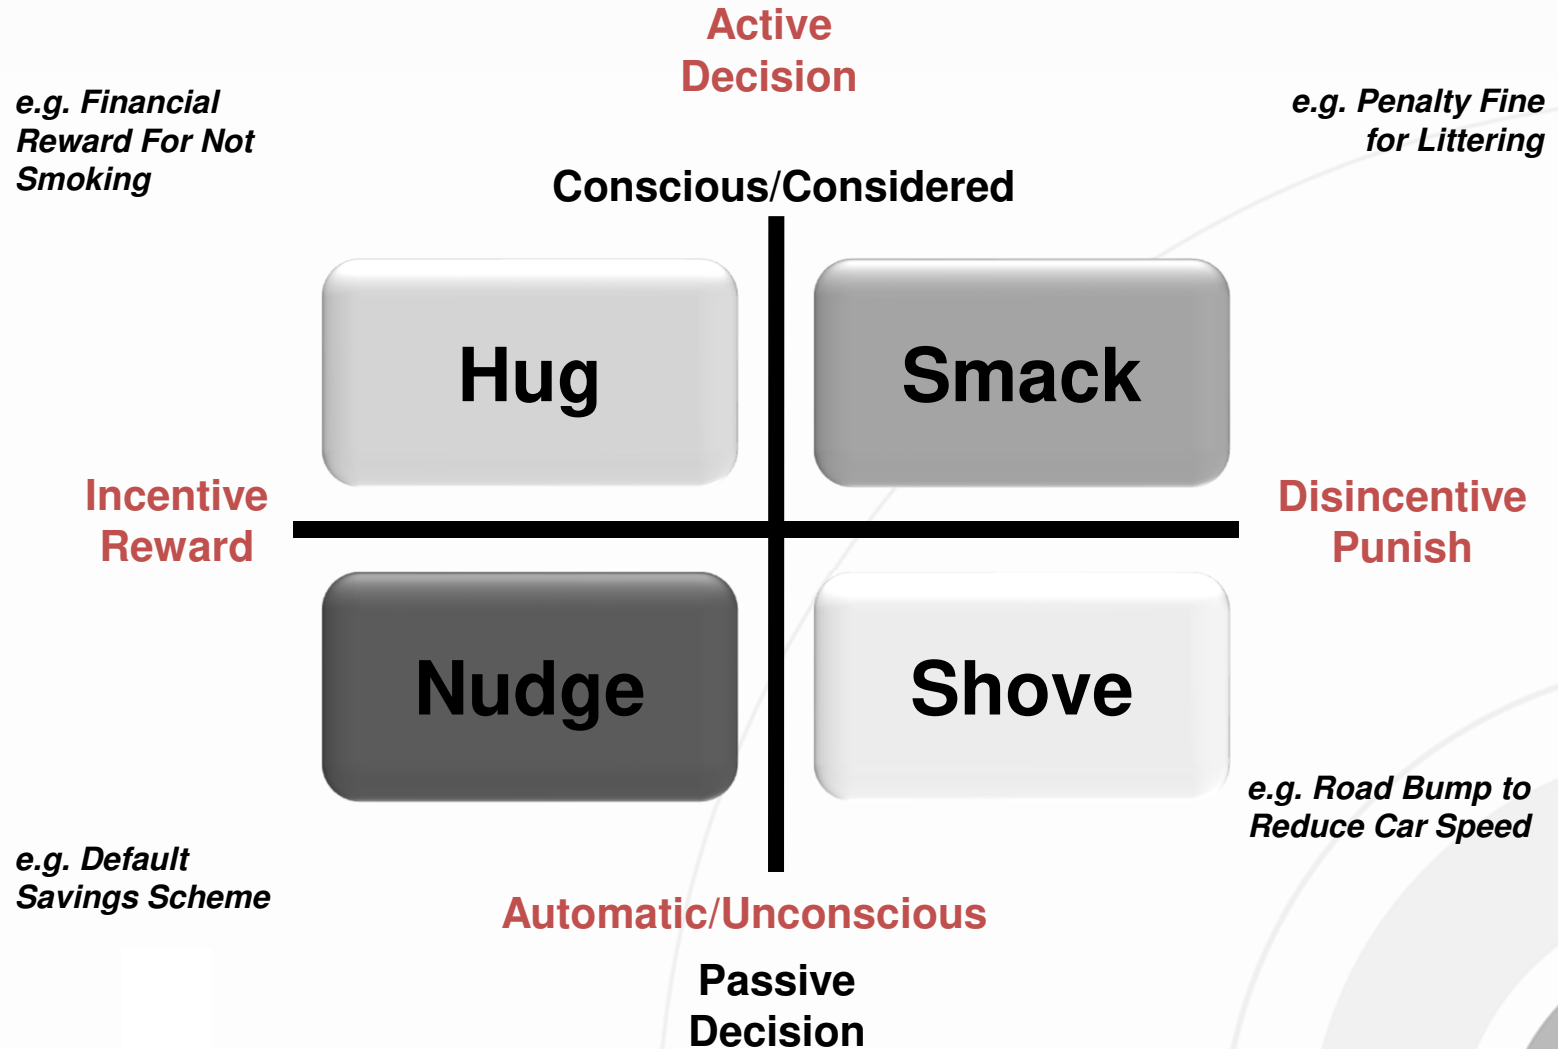 Active
Decision
e.g. Financial
Reward For Not
Smoking
e.g. Penalty Fine
for Littering
Conscious/Considered
Hug
Smack
Incentive
Reward
Disincentive
Punish
Nudge
Shove
e.g. Road Bump to
Reduce Car Speed
e.g. Default
Savings Scheme
Automatic/Unconscious
Passive
Decision